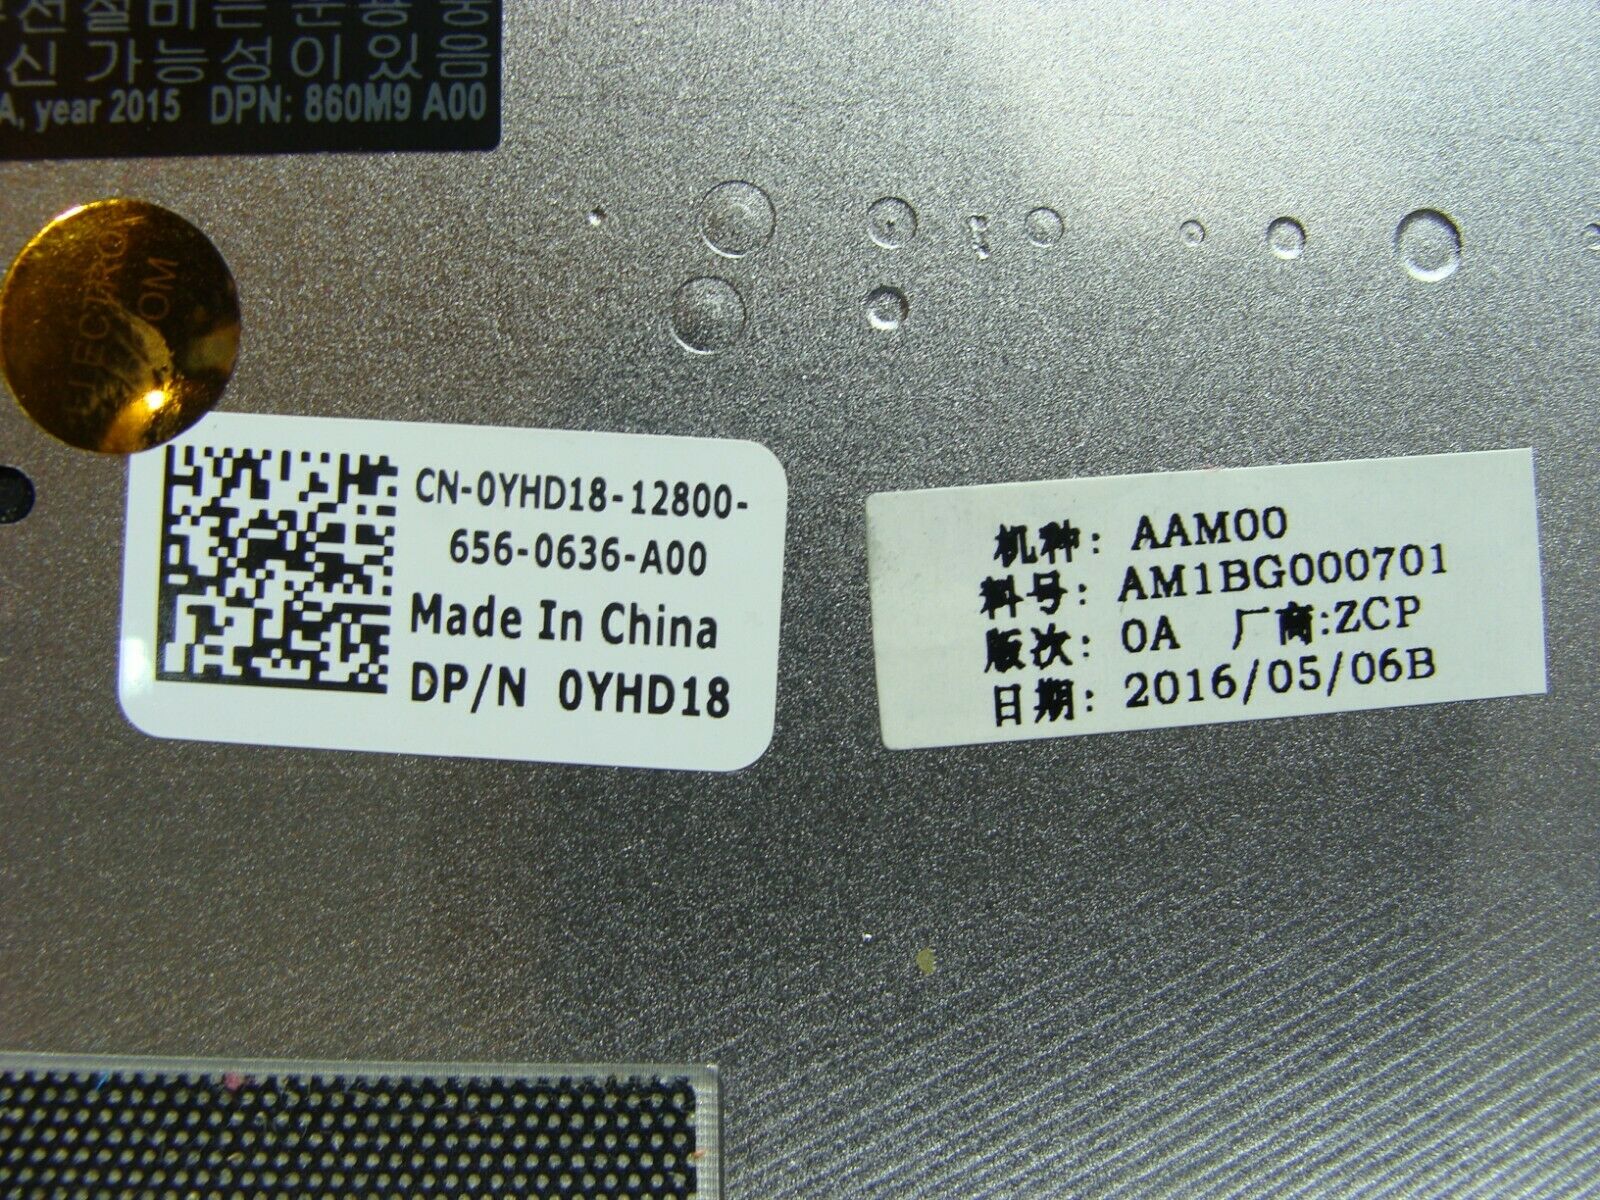 신 가능성이 있음
A, year 2015 DPN: 860M9 A00
CN-0YHD18-12800-
656-0636-A00
Made In China
DP/N 0YHD18
机种: AAM00
料号: AM1BG000701
版次: 0A 厂商:ZCP
日期: 2016/05/06B